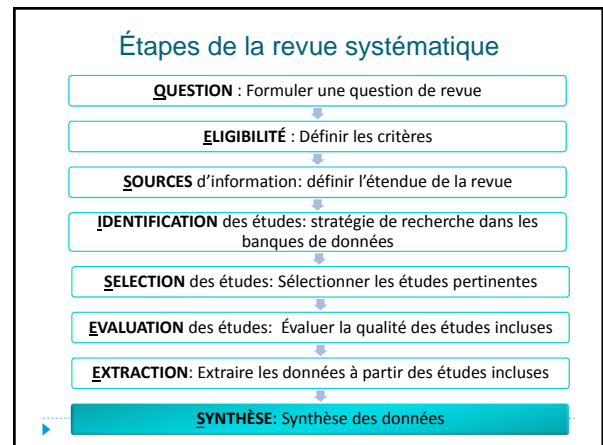 Étapes de la revue systématique
QUESTION : Formuler une question de revue
ELIGIBILITÉ : Définir les critères
SOURCES d’information: définir l’étendue de la revue
IDENTIFICATION des études: stratégie de recherche dans les
banques de données
SELECTION des études: Sélectionner les études pertinentes
EVALUATION des études: Évaluer la qualité des études incluses
EXTRACTION: Extraire les données à partir des études incluses
SYNTHÈSE: Synthèse des données